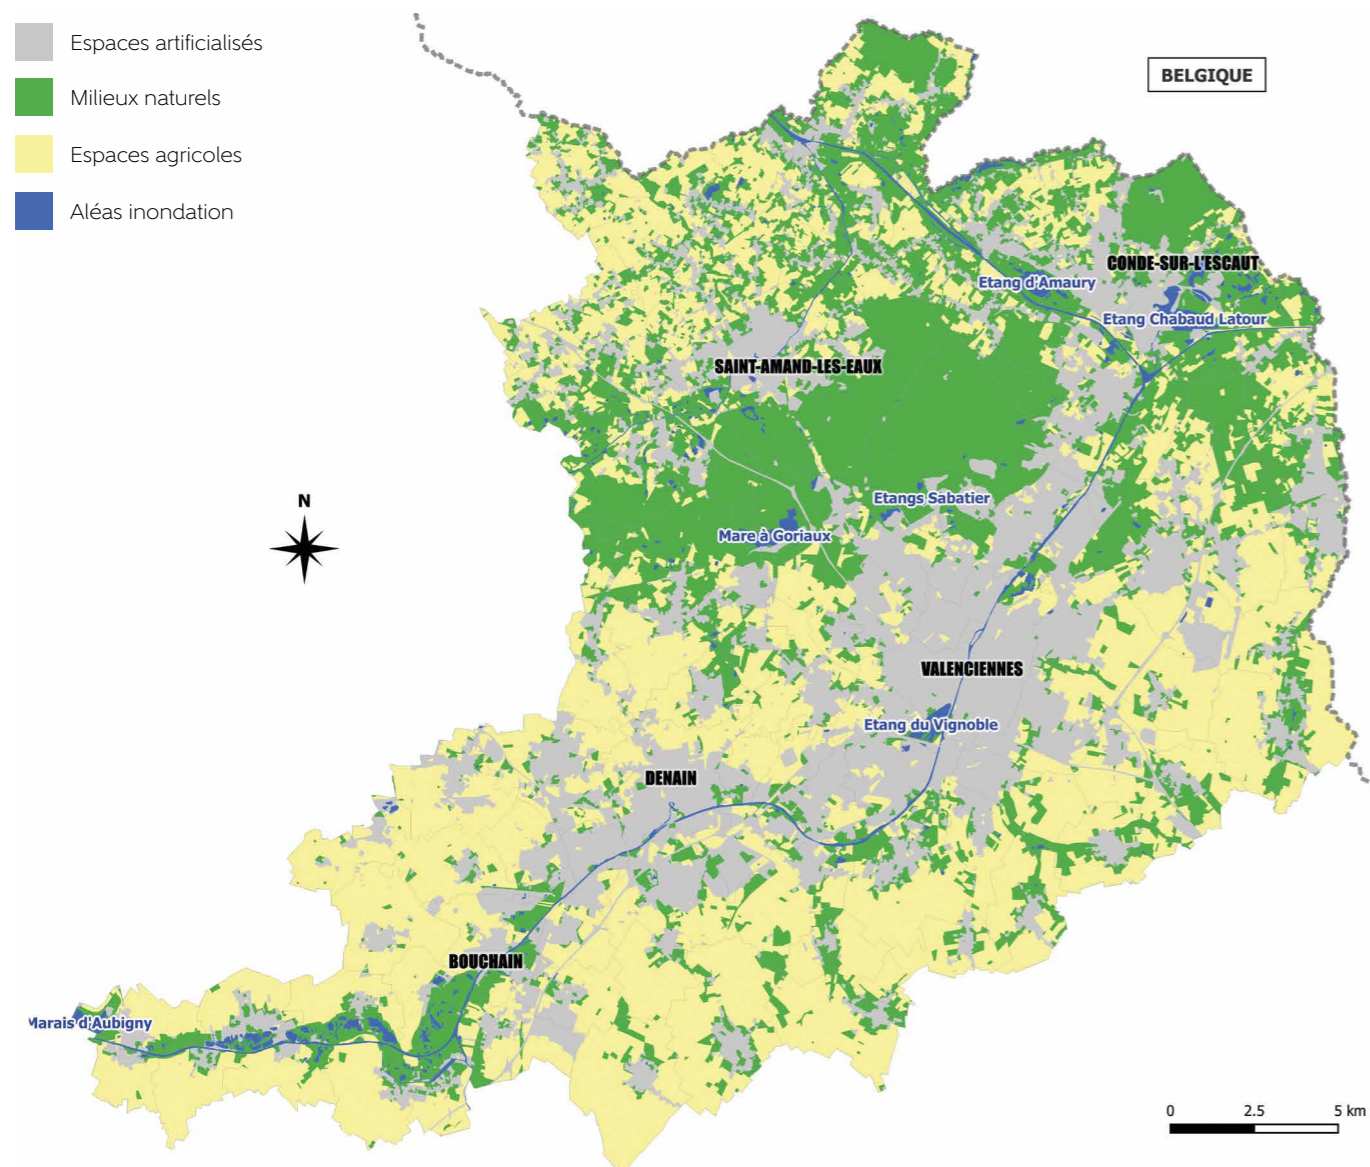 Espaces artificialisés
Milieux naturels
Espaces agricoles
Aléas inondation
BELGIQUE
CONDE-SUR-L'ESCAUT
Etang d'Amaury
Etang Chabaud Latour
SAINT-AMAND-LES-EAUX
Etangs Sabatier
N
Mare à Goriaux
VALENCIENNES
Etang du Vignoble
DENAIN
BOUCHAIN
Marais d'Aubigny
0 2.5 5 km